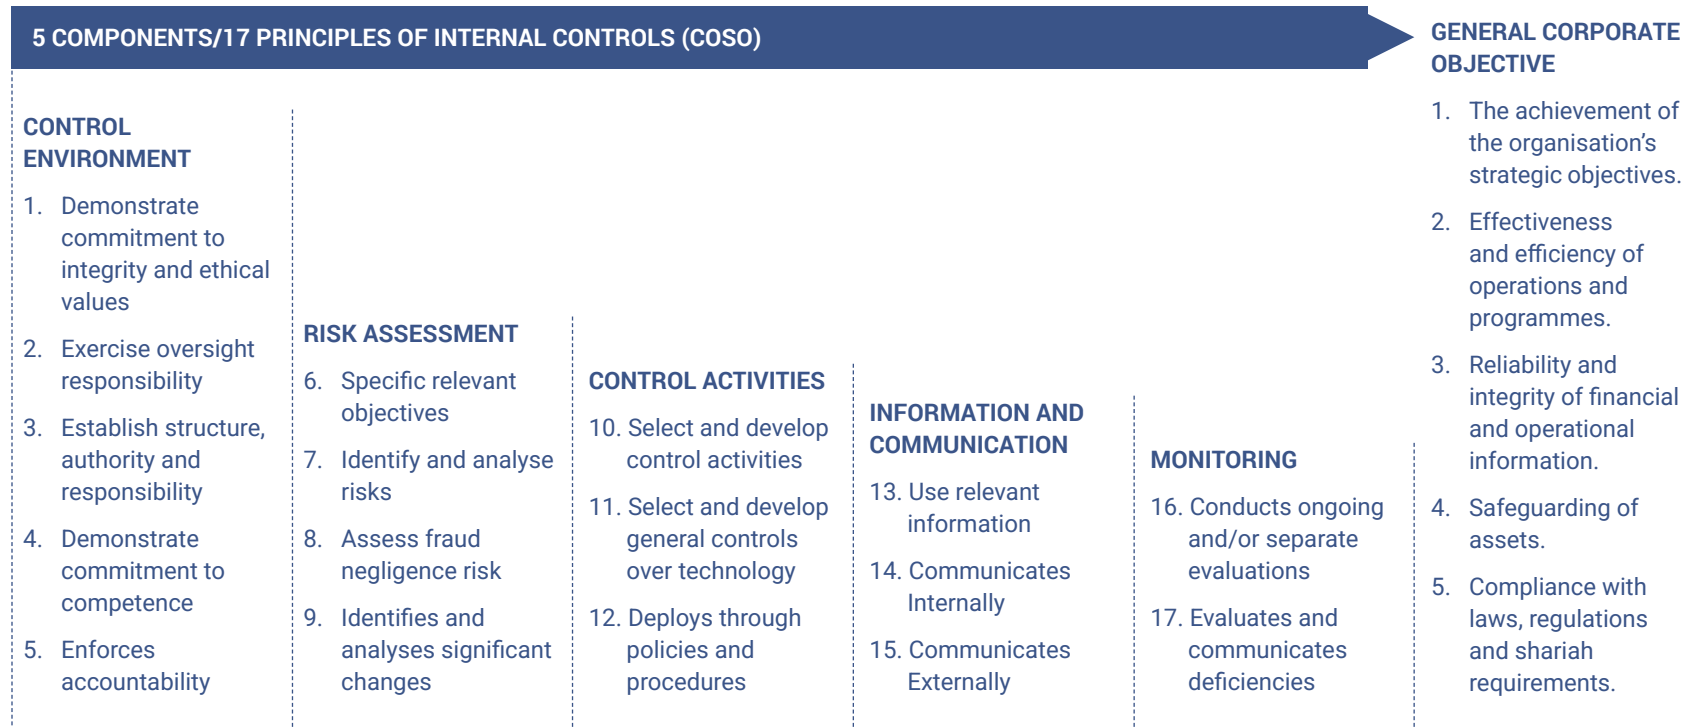 5 COMPONENTS/17 PRINCIPLES OF INTERNAL CONTROLS (COSO)
CONTROL
ENVIRONMENT
1. Demonstrate
commitment to
integrity and ethical
values
2. Exercise oversight
responsibility
3. Establish structure,
authority and
responsibility
4. Demonstrate
commitment to
competence
5. Enforces
accountability
RISK ASSESSMENT
6. Specific relevant
objectives
7. Identify and analyse
risks
8. Assess fraud
negligence risk
9. Identifies and
analyses significant
changes
CONTROL ACTIVITIES
10. Select and develop
control activities
11. Select and develop
general controls
over technology
12. Deploys through
policies and
procedures
INFORMATION AND
COMMUNICATION
13. Use relevant
information
14. Communicates
Internally
15. Communicates
Externally
MONITORING
16. Conducts ongoing
and/or separate
evaluations
17. Evaluates and
communicates
deficiencies
GENERAL CORPORATE
OBJECTIVE
1. The achievement of
the organisation’s
strategic objectives.
2. Effectiveness
and efficiency of
operations and
programmes.
3. Reliability and
integrity of financial
and operational
information.
4. Safeguarding of
assets.
5. Compliance with
laws, regulations
and shariah
requirements.